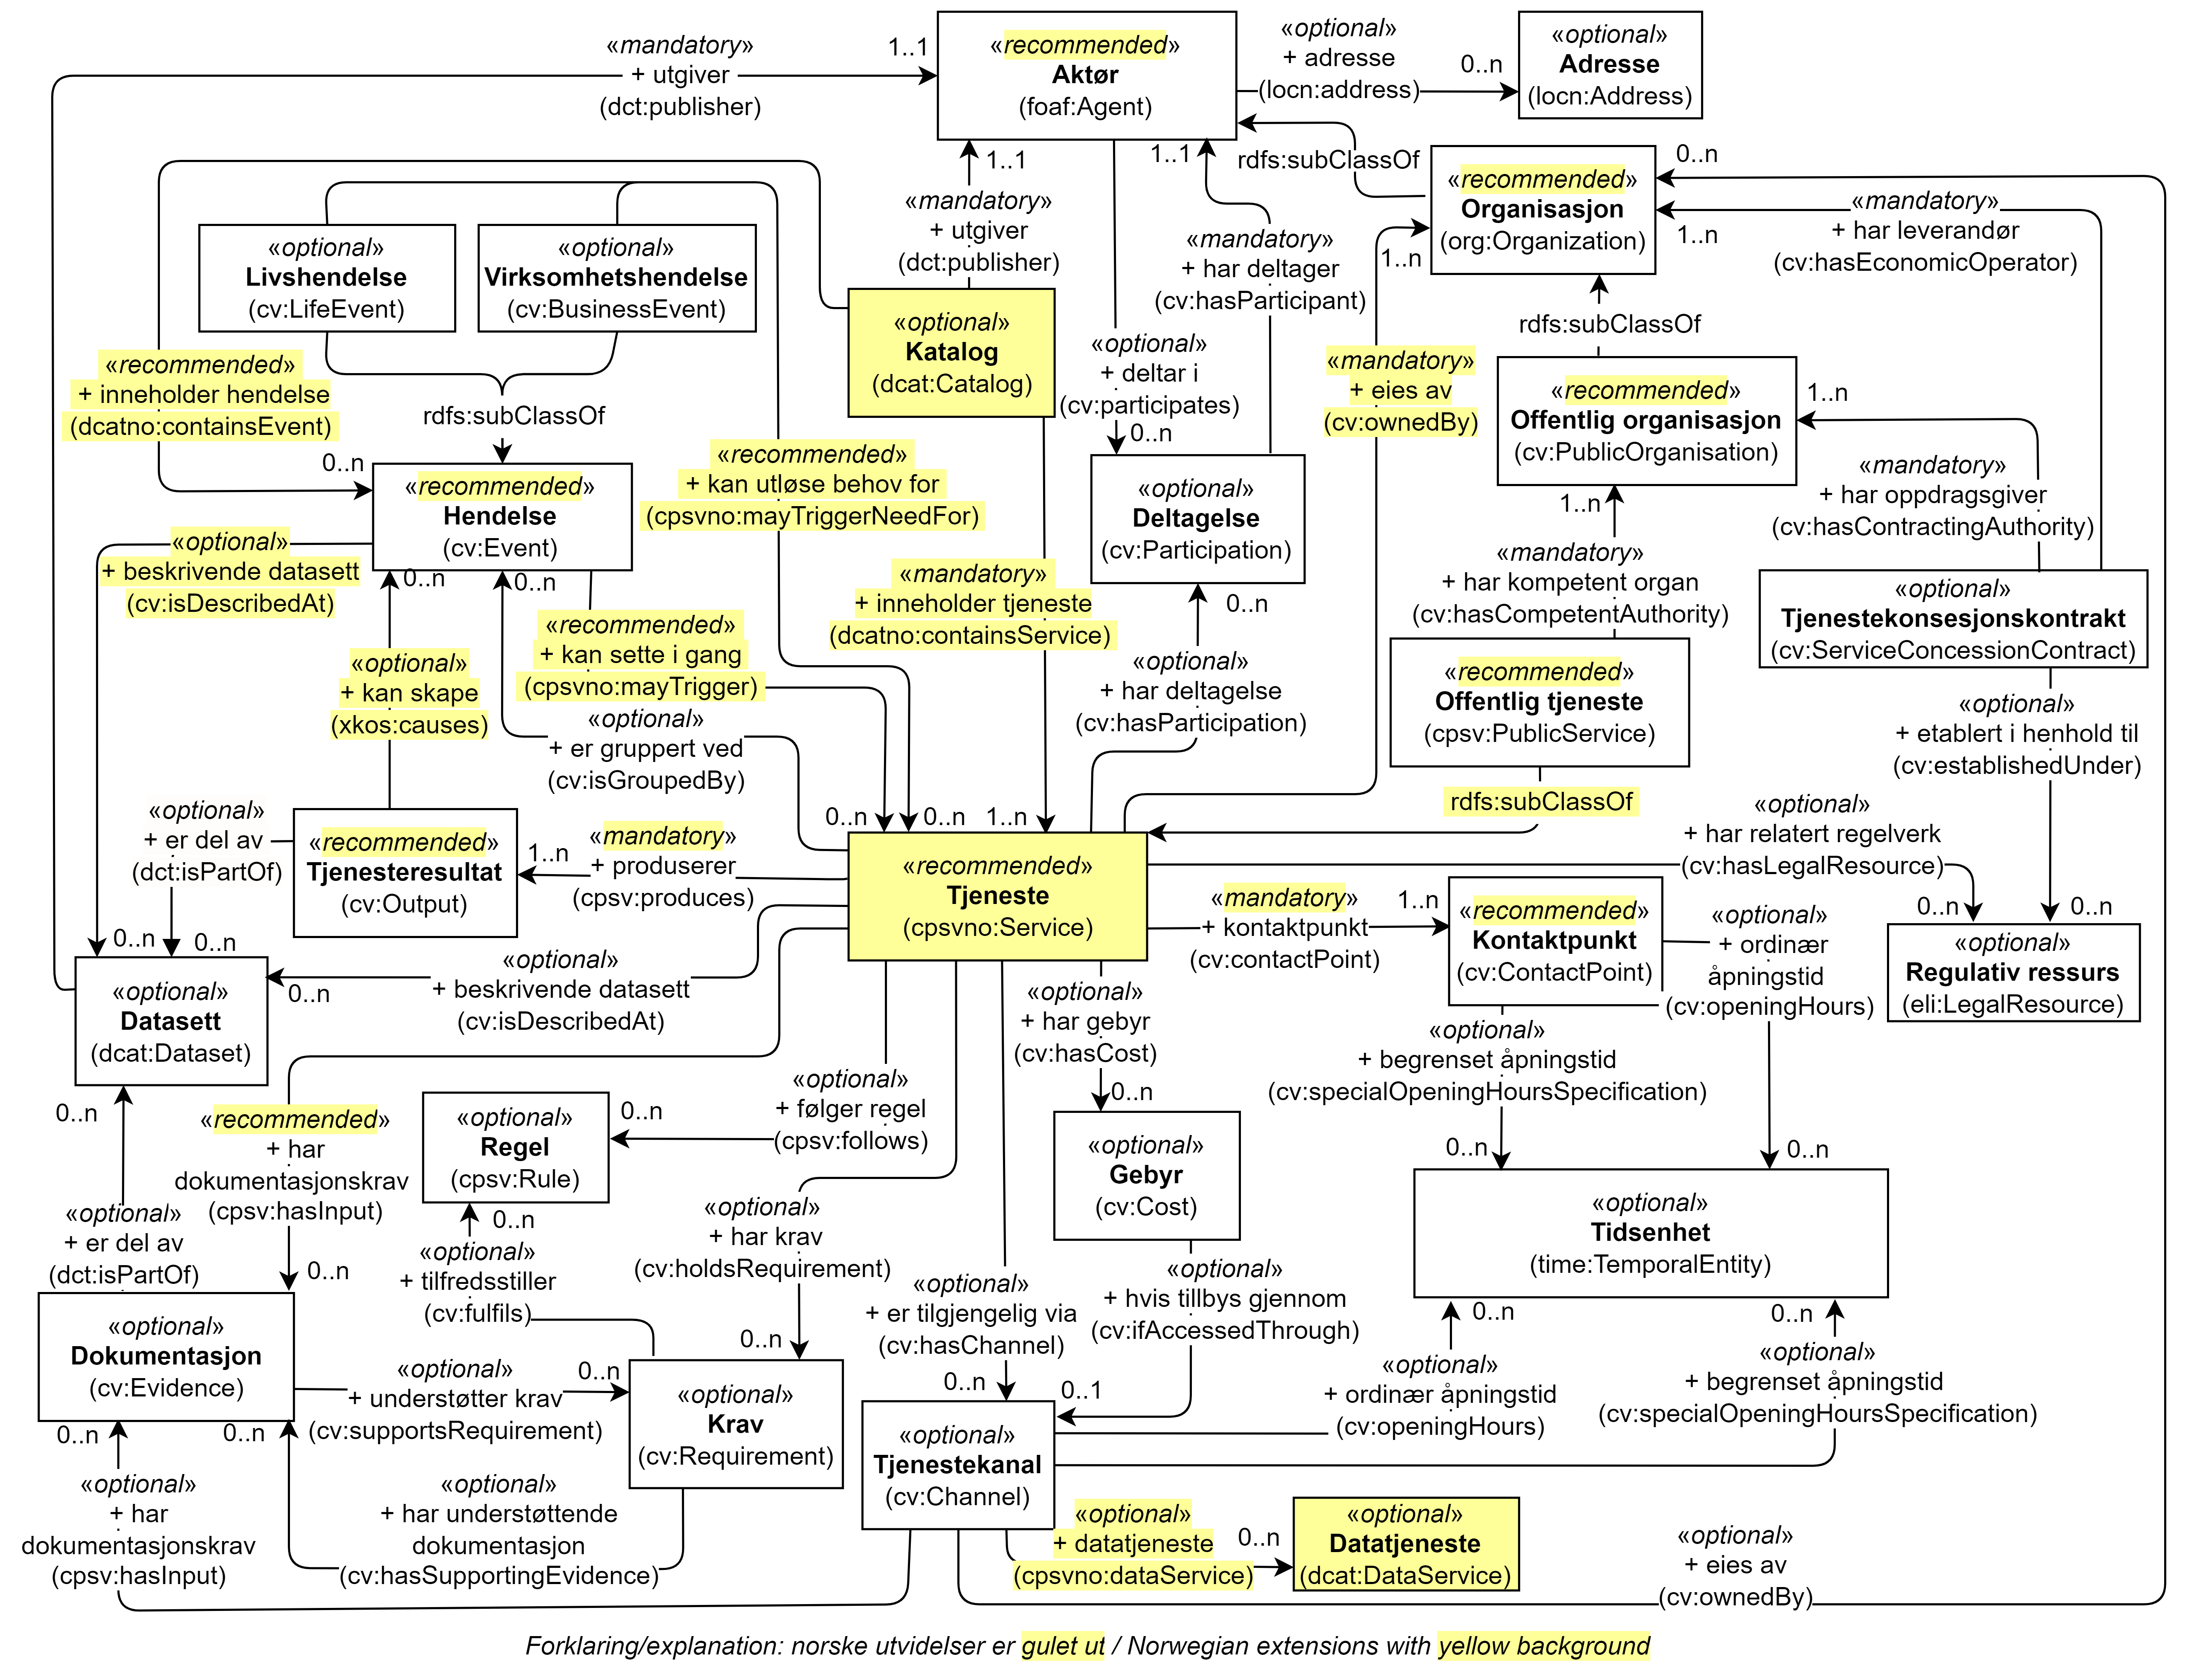 «mandatory»
+ utgiver
(dct:publisher)
1..1
«recommended»
Aktør
(foaf:Agent)
«optional»
+ adresse
(locn:address)
0..n
«optional»
Adresse
(locn:Address)
1..1
«mandatory»
+ utgiver
(dct:publisher)
1..1
«mandatory»
+ har deltager
(cv:hasParticipant)
rdfs:subClassOf
«recommended»
Organisasjon
(org:Organization)
0..n
«mandatory»
+ har leverandør
(cv:hasEconomicOperator)
1..n
1..n
«optional»
Livshendelse
(cv:LifeEvent)
«optional»
Virksomhetshendelse
(cv:BusinessEvent)
«optional»
Katalog
(dcat:Catalog)
«optional»
+ deltar i
(cv:participates)
0..n
«mandatory»
+ eies av
(cv:ownedBy)
rdfs:subClassOf
«recommended»
Offentlig organisasjon
(cv:PublicOrganisation)
1..n
«recommended»
+ inneholder hendelse
(dcatno:containsEvent)
0..n
rdfs:subClassOf
«recommended»
Hendelse
(cv:Event)
«recommended»
+ kan utløse behov for
(cpsvno:mayTriggerNeedFor)
«optional»
Deltagelse
(cv:Participation)
1..n
«mandatory»
+ har oppdragsgiver
(cv:hasContractingAuthority)
«optional»
+ beskrivende datasett
(cv:isDescribedAt)
0..n
0..n
«mandatory»
+ inneholder tjeneste
(dcatno:containsService)
0..n
«mandatory»
+ har kompetent organ
(cv:hasCompetentAuthority)
«optional»
Tjenestekonsesjonskontrakt
(cv:ServiceConcessionContract)
«optional»
+ kan skape
(xkos:causes)
«recommended»
+ kan sette i gang
(cpsvno:mayTrigger)
«optional»
+ er gruppert ved
(cv:isGroupedBy)
«optional»
+ har deltagelse
(cv:hasParticipation)
«recommended»
Offentlig tjeneste
(cpsv:PublicService)
«optional»
+ etablert i henhold til
(cv:establishedUnder)
rdfs:subClassOf
«optional»
+ er del av
(dct:isPartOf)
«recommended»
Tjenesteresultat
(cv:Output)
1..n
«mandatory»
+ produserer
(cpsv:produces)
0..n
0..n
1..n
«recommended»
Tjeneste
(cpsvno:Service)
«optional»
+ har relatert regelverk
(cv:hasLegalResource)
0..n
0..n
«mandatory»
+ kontaktpunkt
(cv:contactPoint)
1..n
«recommended»
Kontaktpunkt
(cv:ContactPoint)
«optional»
+ ordinær
åpningstid
(cv:openingHours)
«optional»
Regulativ ressurs
(eli:LegalResource)
0..n
0..n
«optional»
Datasett
(dcat:Dataset)
0..n
«optional»
+ beskrivende datasett
(cv:isDescribedAt)
«optional»
+ har gebyr
(cv:hasCost)
0..n
«optional»
+ begrenset åpningstid
(cv:specialOpeningHoursSpecification)
0..n
0..n
0..n
«recommended»
+ har
dokumentasjonskrav
(cpsv:hasInput)
0..n
«optional»
Regel
(cpsv:Rule)
0..n
«optional»
+ følger regel
(cpsv:follows)
«optional»
Gebyr
(cv:Cost)
«optional»
Tidsenhet
(time:TemporalEntity)
«optional»
+ er del av
(dct:isPartOf)
0..n
«optional»
+ tilfredsstiller
(cv:fulfils)
«optional»
+ har krav
(cv:holdsRequirement)
0..n
«optional»
+ er tilgjengelig via
(cv:hasChannel)
0..n
«optional»
+ hvis tillbys gjennom
(cv:ifAccessedThrough)
0..1
0..n
«optional»
+ ordinær åpningstid
(cv:openingHours)
0..n
«optional»
+ begrenset åpningstid
(cv:specialOpeningHoursSpecification)
«optional»
Dokumentasjon
(cv:Evidence)
«optional»
+ understøtter krav
(cv:supportsRequirement)
0..n
«optional»
Krav
(cv:Requirement)
«optional»
Tjenestekanal
(cv:Channel)
0..n
0..n
«optional»
+ har
dokumentasjonskrav
(cpsv:hasInput)
«optional»
+ har understøttende
dokumentasjon
(cv:hasSupportingEvidence)
«optional»
+ datatjeneste
(cpsvno:dataService)
0..n
«optional»
Datatjeneste
(dcat:DataService)
«optional»
+ eies av
(cv:ownedBy)
Forklaring/explanation: norske utvidelser er gulet ut / Norwegian extensions with yellow background